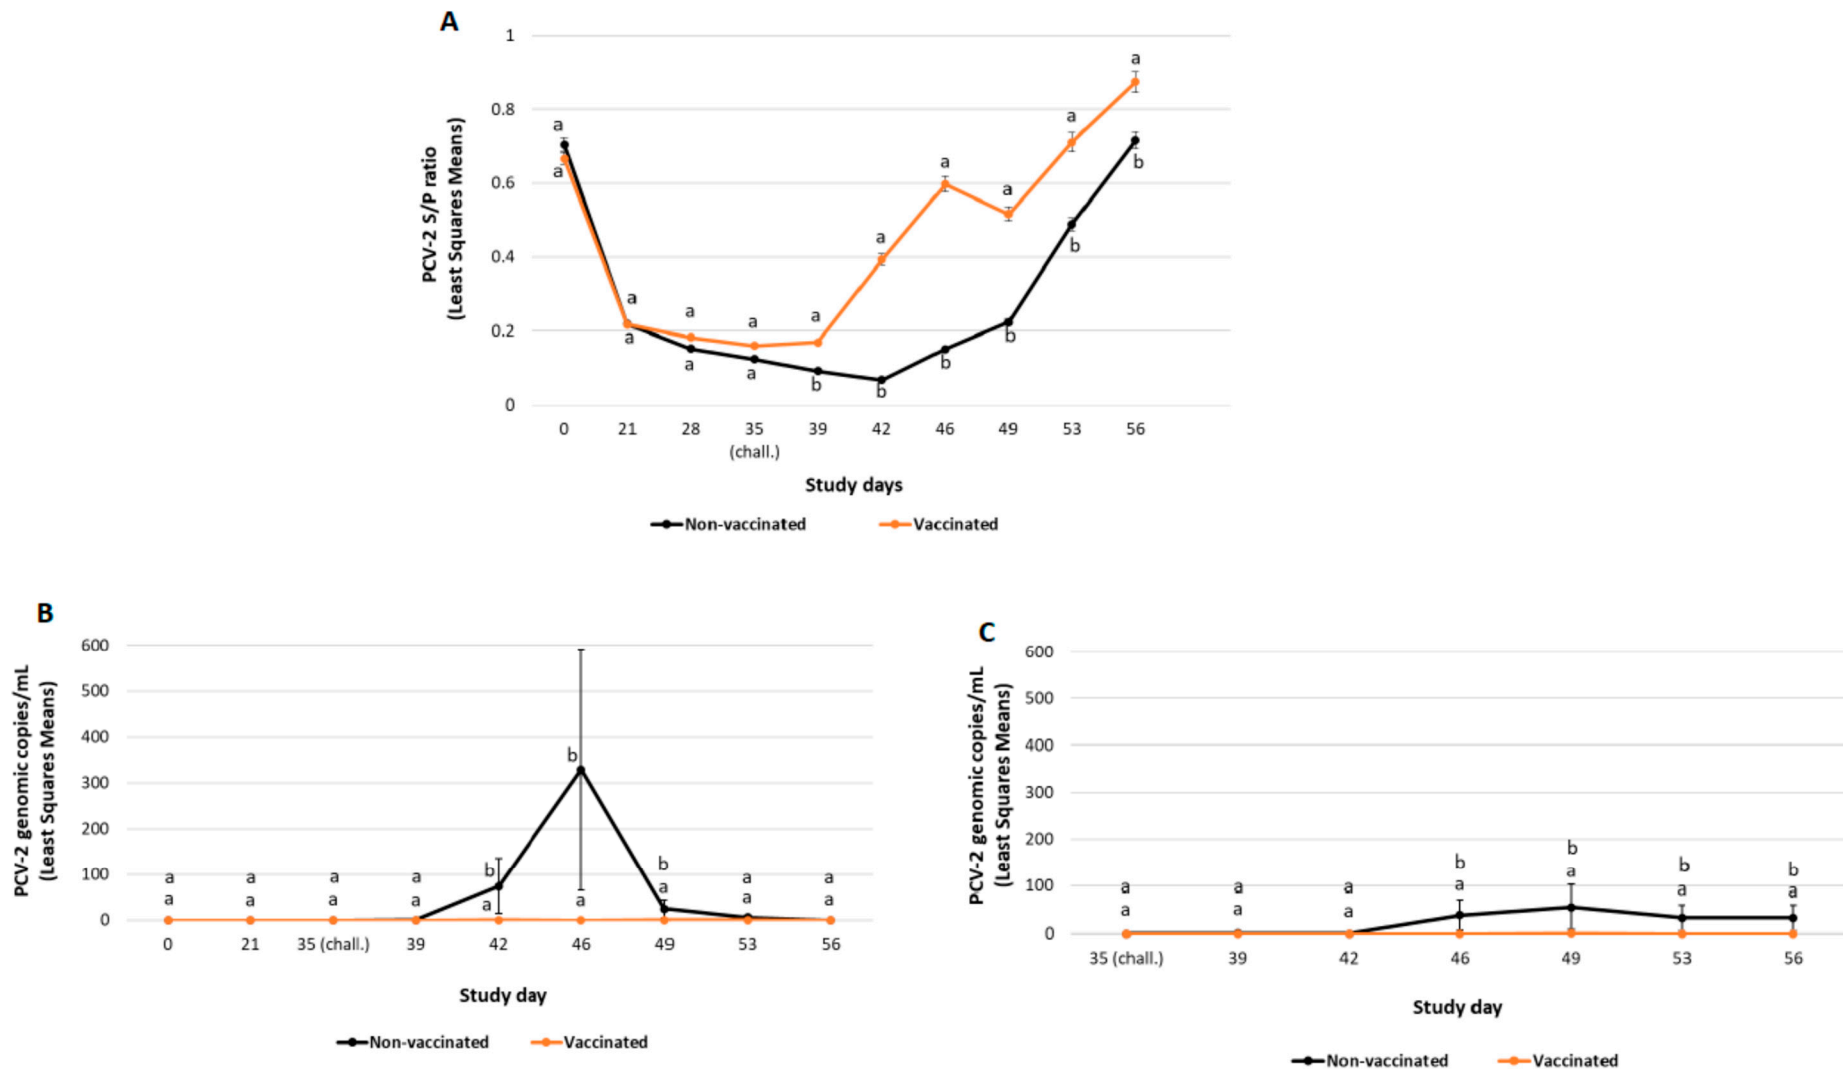 A
PCV-2 S/P ratio
(Least Squares Means)
1
0.8
0.6
0.4
0.2
0
a
a
a
a
a
a
a
a
a
b
a
b
a
b
a
b
a
b
a
b
0
21
28
35
(chall.)
39
42
46
49
53
56
Study days
Non-vaccinated
Vaccinated
B
PCV-2 genomic copies/mL
(Least Squares Means)
600
500
400
300
200
100
0
a
a
a
a
a
a
a
a
b
a
b
a
b
a
a
a
a
a
0
21
35 (chall.)
39
42
46
49
53
56
Study day
Non-vaccinated
Vaccinated
C
PCV-2 genomic copies/mL
(Least Squares Means)
600
500
400
300
200
100
0
a
a
a
a
a
a
b
a
b
a
b
a
b
a
35 (chall.)
39
42
46
49
53
56
Study day
Non-vaccinated
Vaccinated